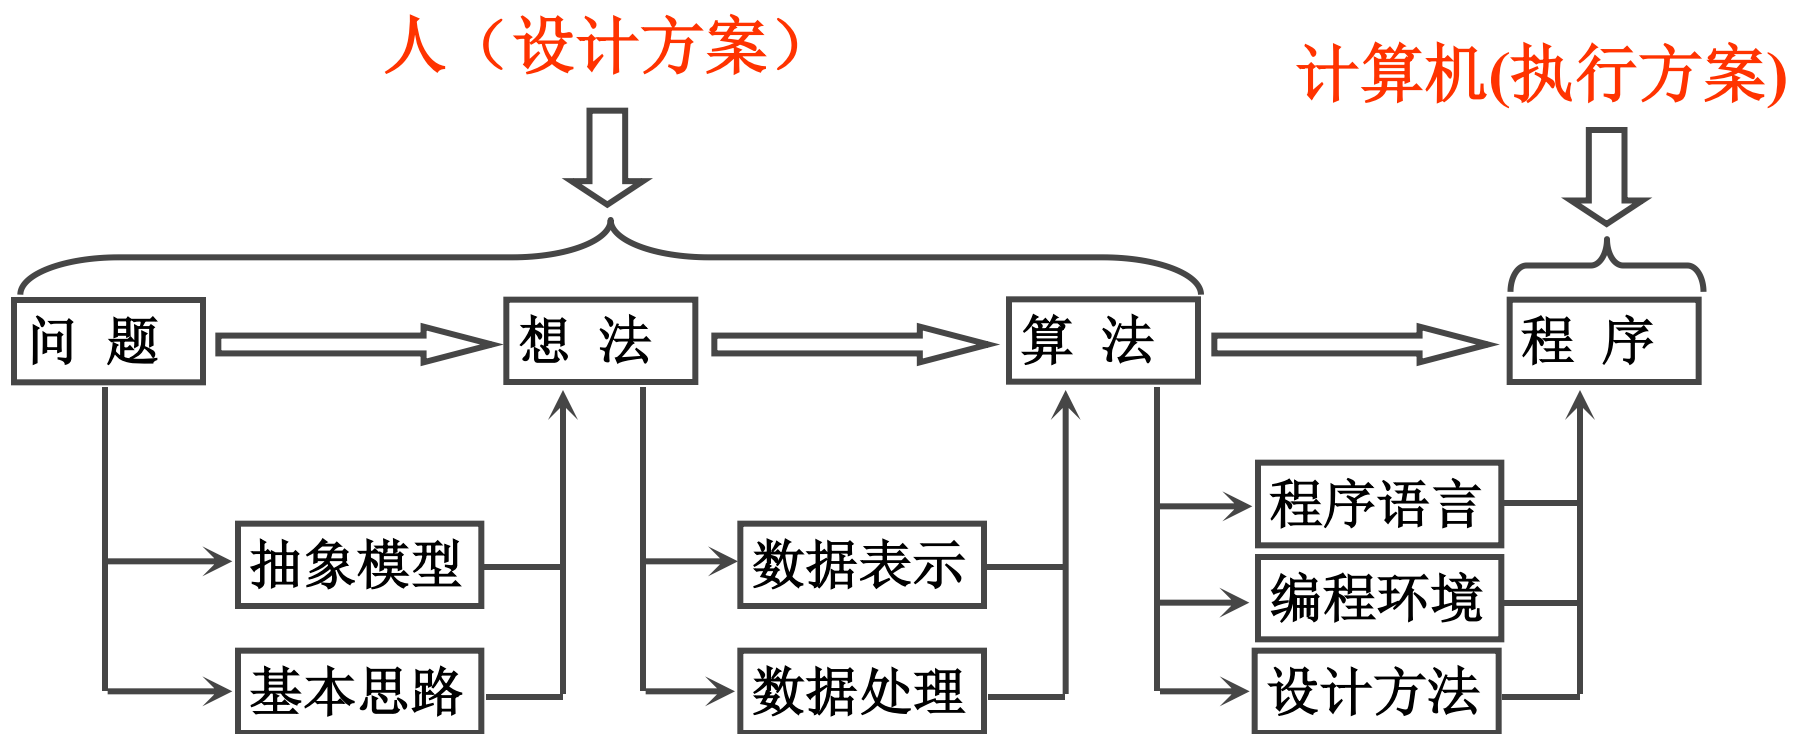 人（设计方案）
计算机(执行方案)
问 题
想 法
算 法
程 序
抽象模型
基本思路
数据表示
数据处理
程序语言
编程环境
设计方法